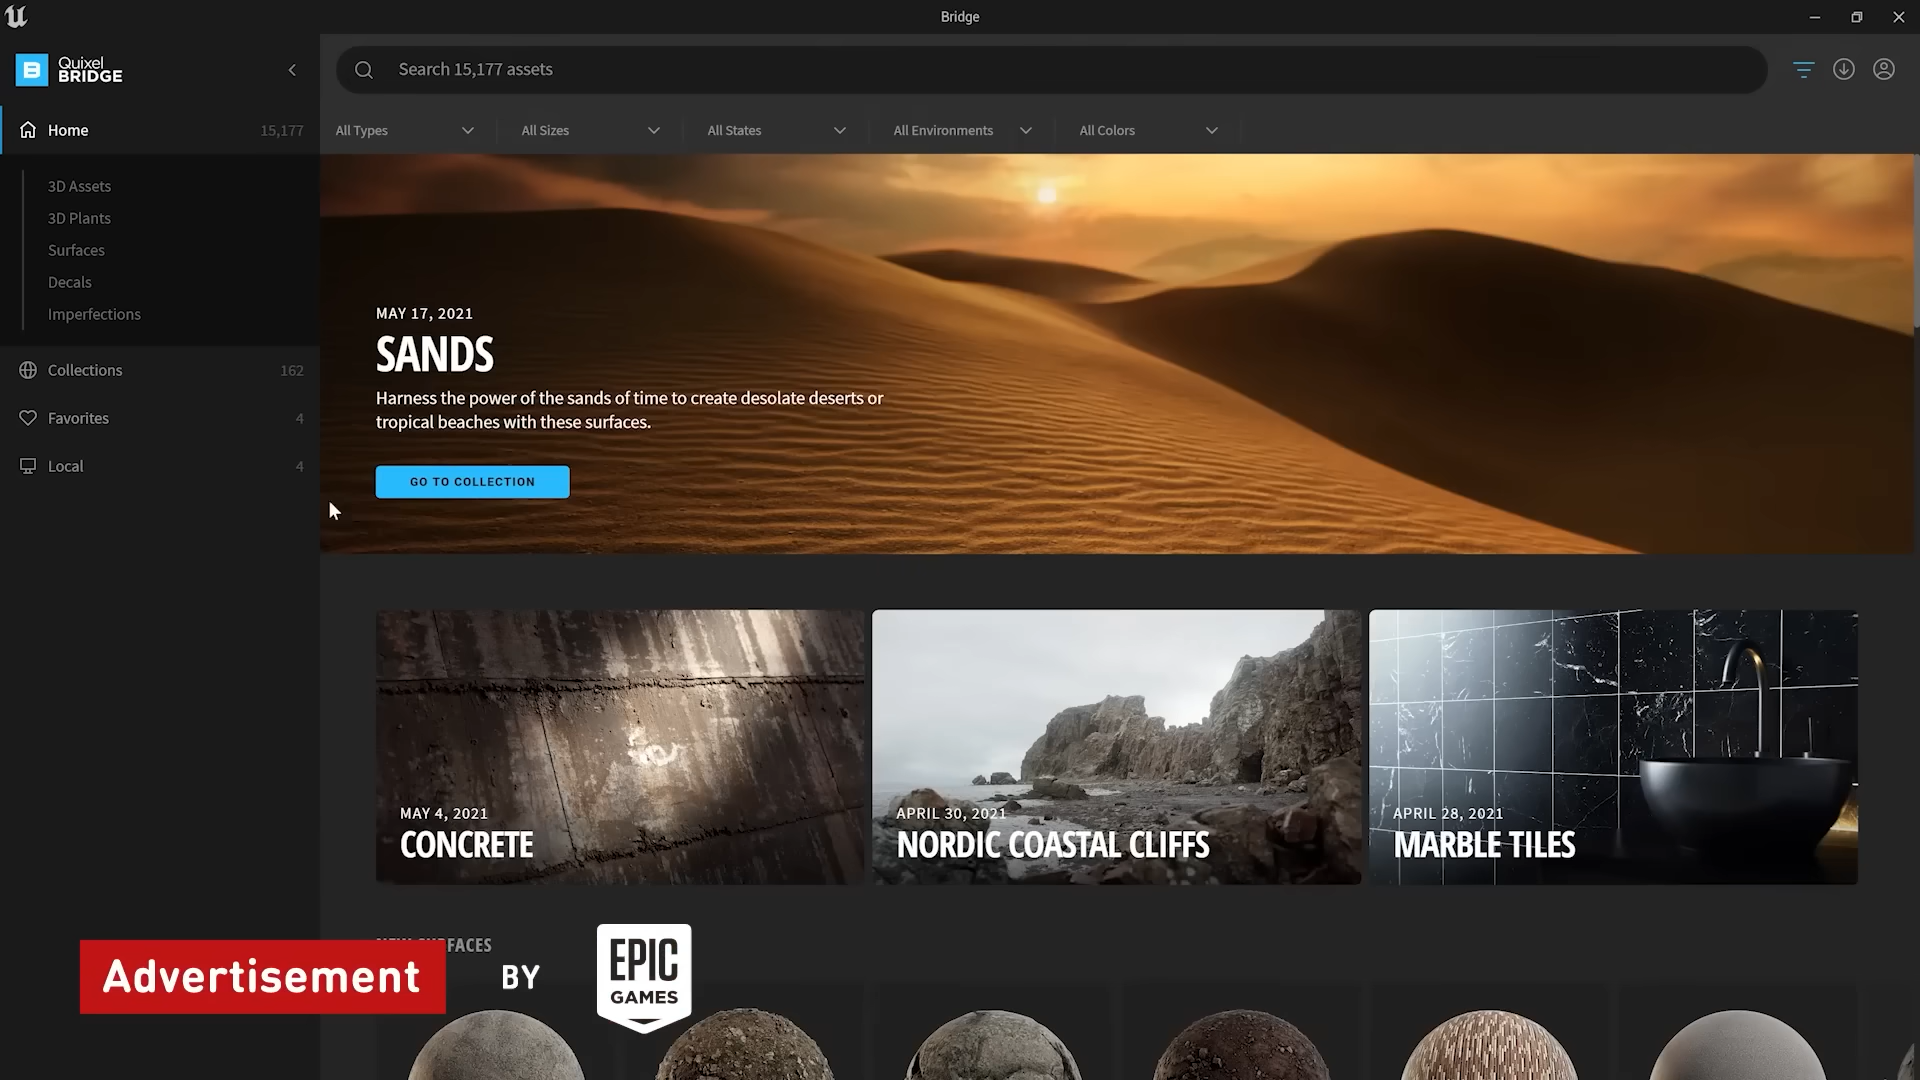 Bridge
Quixel
BRIDGE
Search 15,177 assets
Home 15,177
All Types
All Sizes
All States
All Environments
All Colors
3D Assets
3D Plants
Surfaces
Decals
Imperfections
Collections 162
Favorites 4
Local 4
MAY 17, 2021
SANDS
Harness the power of the sands of time to create desolate deserts or
tropical beaches with these surfaces.
GO TO COLLECTION
MAY 4, 2021
CONCRETE
APRIL 30, 2021
NORDIC COASTAL CLIFFS
APRIL 28, 2021
MARBLE TILES
Advertisement
BY
EPIC
GAMES